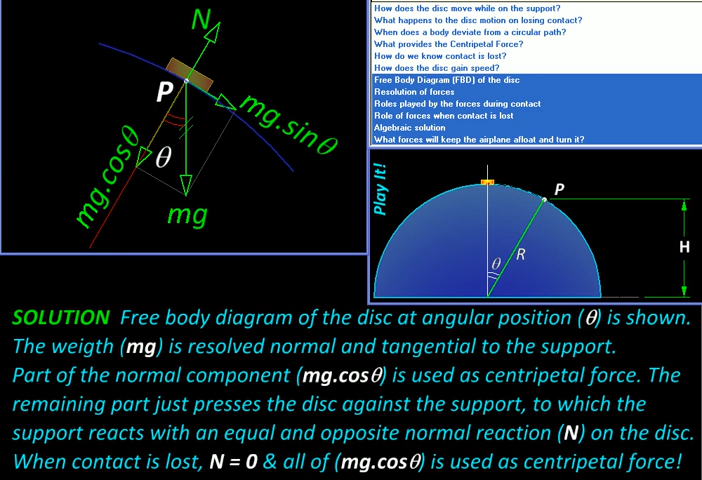 N
P
mg.sinθ
mg.cosθ
θ
mg
How does the disc move while on the support?
What happens to the disc motion on losing contact?
When does a body deviate from a circular path?
What provides the Centripetal Force?
How do we know contact is lost?
How does the disc gain speed?
Free Body Diagram (FBD) of the disc
Resolution of forces
Roles played by the forces during contact
Role of forces when contact is lost
Algebraic solution
What forces will keep the airplane afloat and turn it?
Play It!
P
H
θ
R
SOLUTION Free body diagram of the disc at angular position (θ) is shown.
The weigth (mg) is resolved normal and tangential to the support.
Part of the normal component (mg.cosθ) is used as centripetal force. The
remaining part just presses the disc against the support, to which the
support reacts with an equal and opposite normal reaction (N) on the disc.
When contact is lost, N = 0 & all of (mg.cosθ) is used as centripetal force!